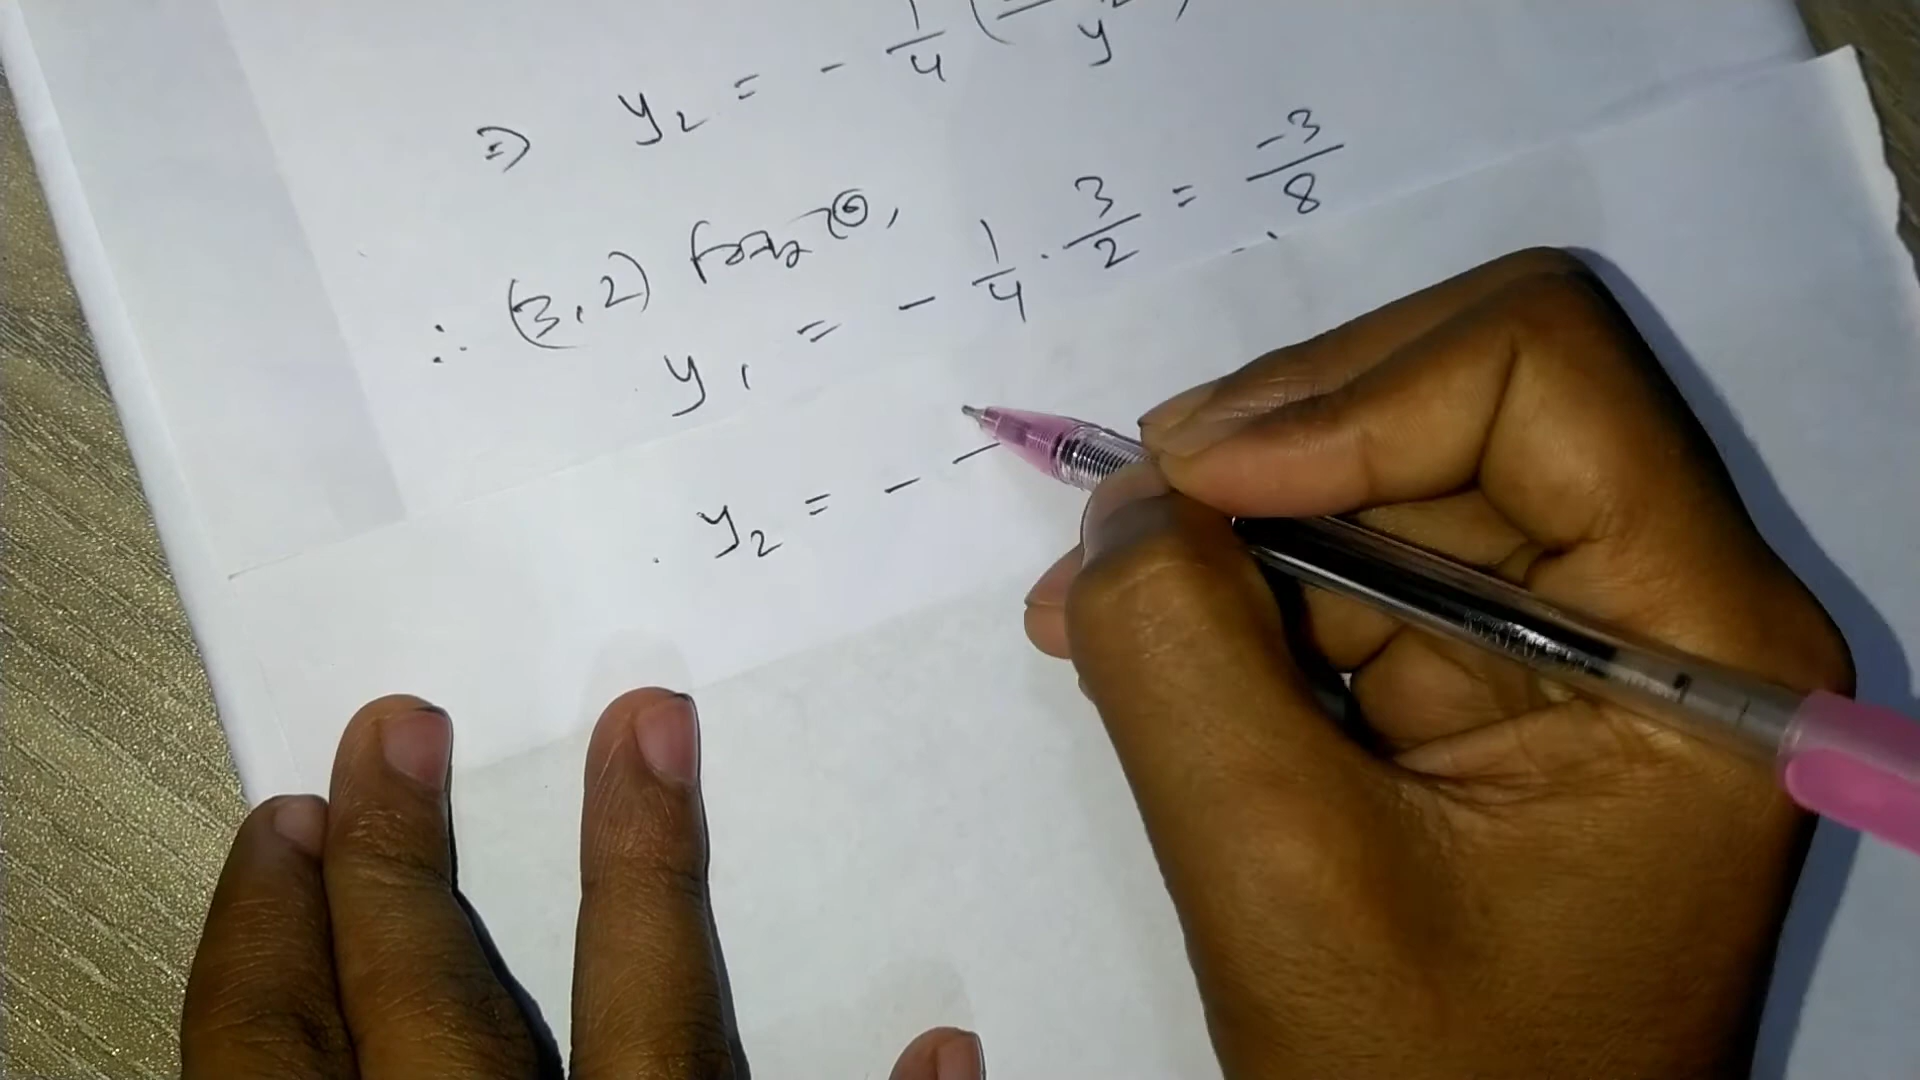 ⇒ y₂ = - 1/4 (
y
∴ (3, 2)
y₁ = - 1/4 · 3/2 = -3/8
y₂ = -